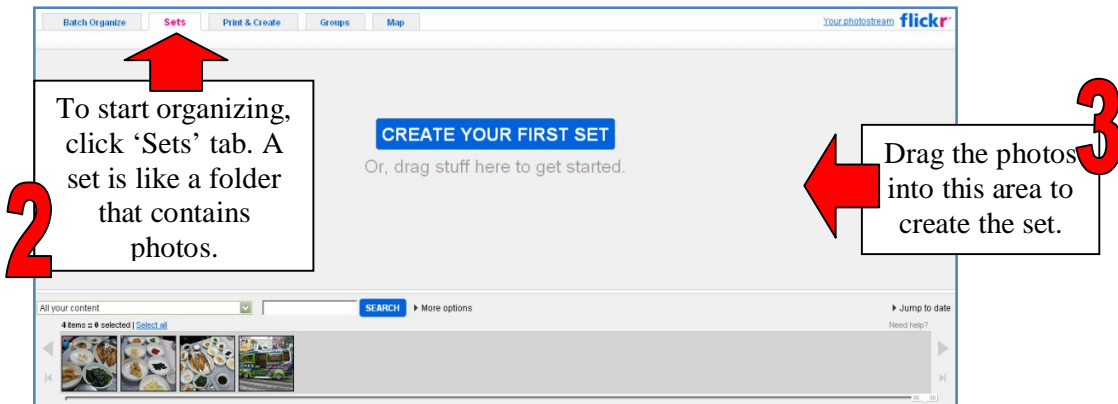 Batch Organize Sets Print & Create Groups Map Your photostream flickr
To start organizing,
click ‘Sets’ tab. A
set is like a folder
that contains
photos.
2
CREATE YOUR FIRST SET
Or, drag stuff here to get started.
3
Drag the photos
into this area to
create the set.
All your content SEARCH More options Jump to date
4 items :: 0 selected | Select all Need help?